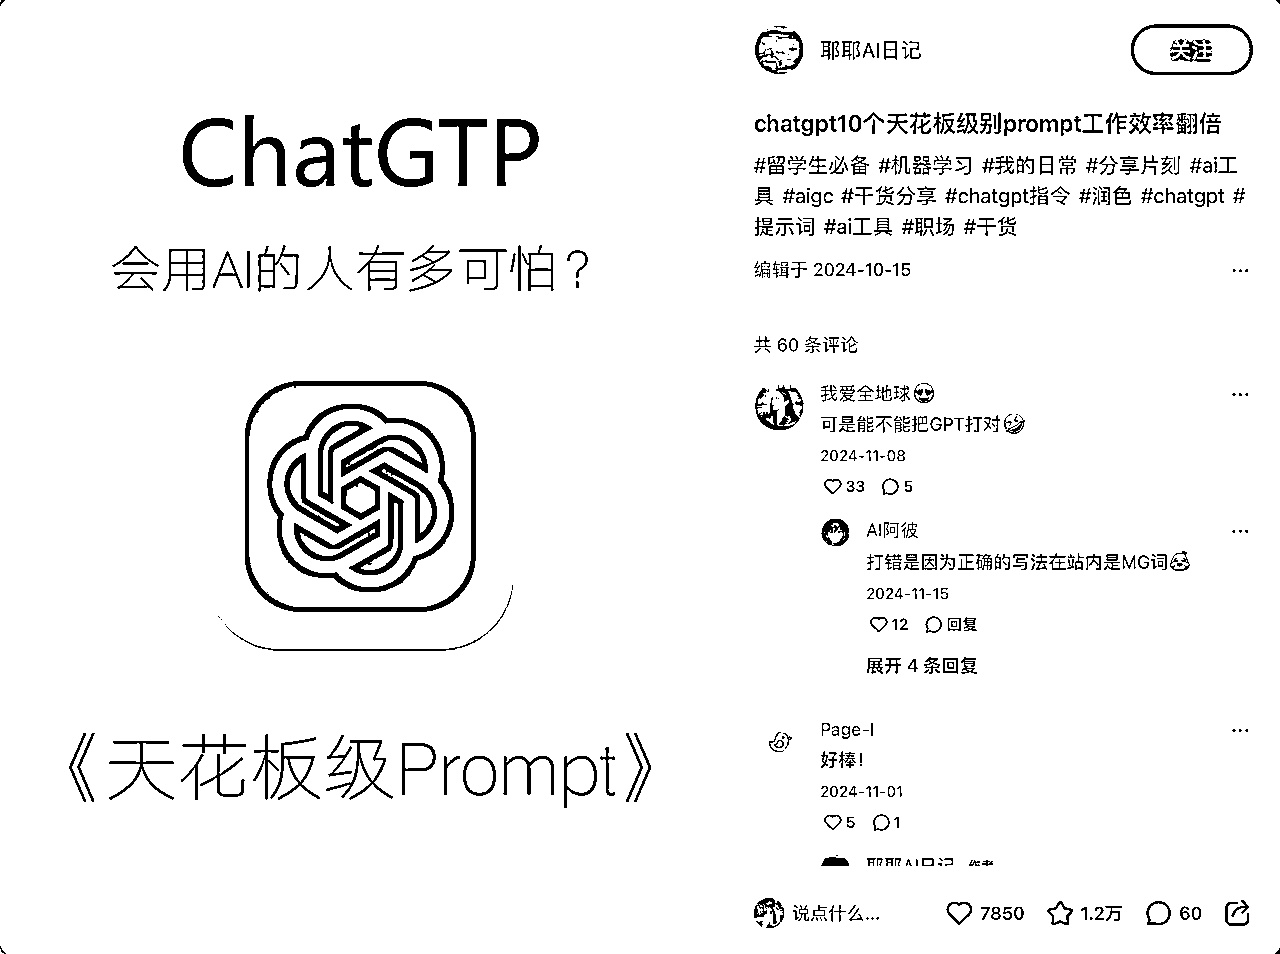 ChatGTP
会用AI的人有多可怕？
《天花板级Prompt》
耶耶AI日记
关注
chatgpt10个天花板级别prompt工作效率翻倍
#留学生必备 #机器学习 #我的日常 #分享片刻 #ai工
具 #aigc #干货分享 #chatgpt指令 #润色 #chatgpt #
提示词 #ai工具 #职场 #干货
编辑于 2024-10-15
共 60 条评论
我爱全地球😍
可是能不能把GPT打对🤣
2024-11-08
33 5
AI阿彼
打错是因为正确的写法在站内是MG词
2024-11-15
12 回复
展开 4 条回复
Page-I
好棒！
2024-11-01
5 1
耶耶AI日记 作者
说点什么...
7850 1.2万 60